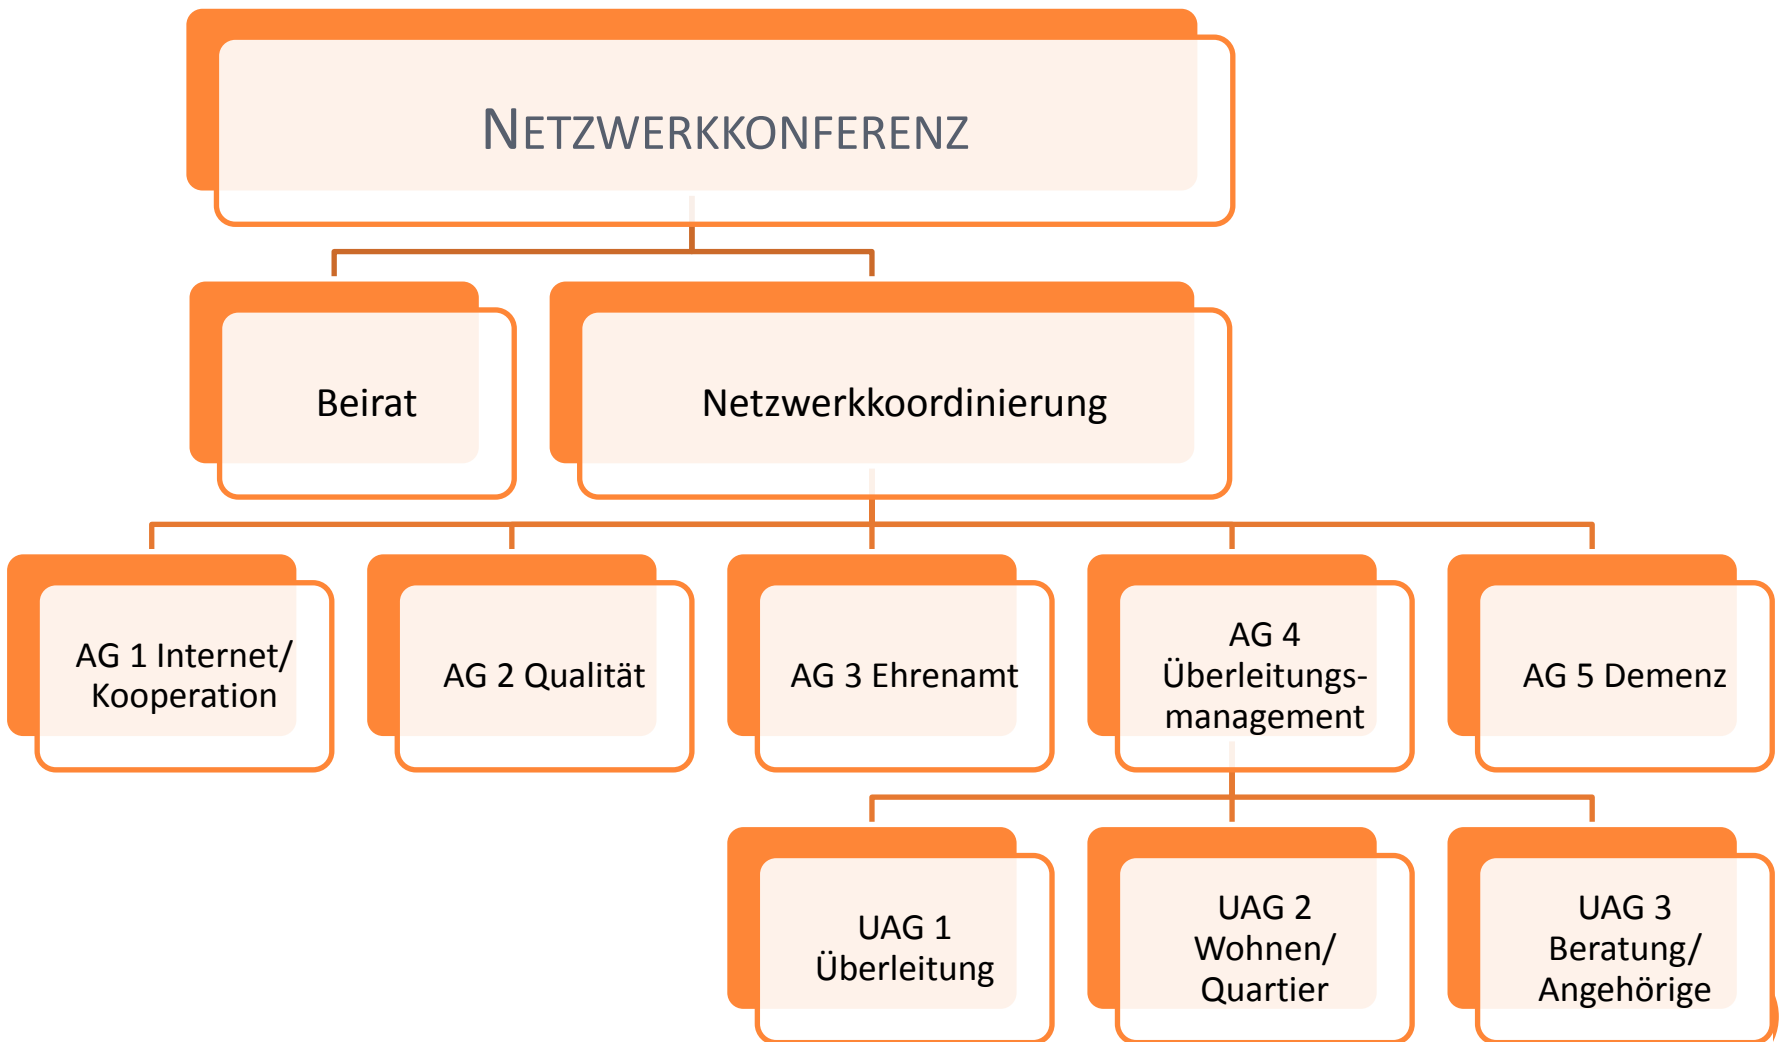 NETZWERKKONFERENZ
Beirat
Netzwerkkoordinierung
AG 1 Internet/
Kooperation
AG 2 Qualität
AG 3 Ehrenamt
AG 4
Überleitungs-
management
AG 5 Demenz
UAG 1
Überleitung
UAG 2
Wohnen/
Quartier
UAG 3
Beratung/
Angehörige